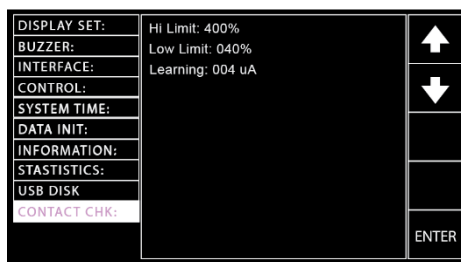 DISPLAY SET:
BUZZER:
INTERFACE:
CONTROL:
SYSTEM TIME:
DATA INIT:
INFORMATION:
STASTISTICS:
USB DISK
CONTACT CHK:
Hi Limit: 400%
Low Limit: 040%
Learning: 004 uA
ENTER